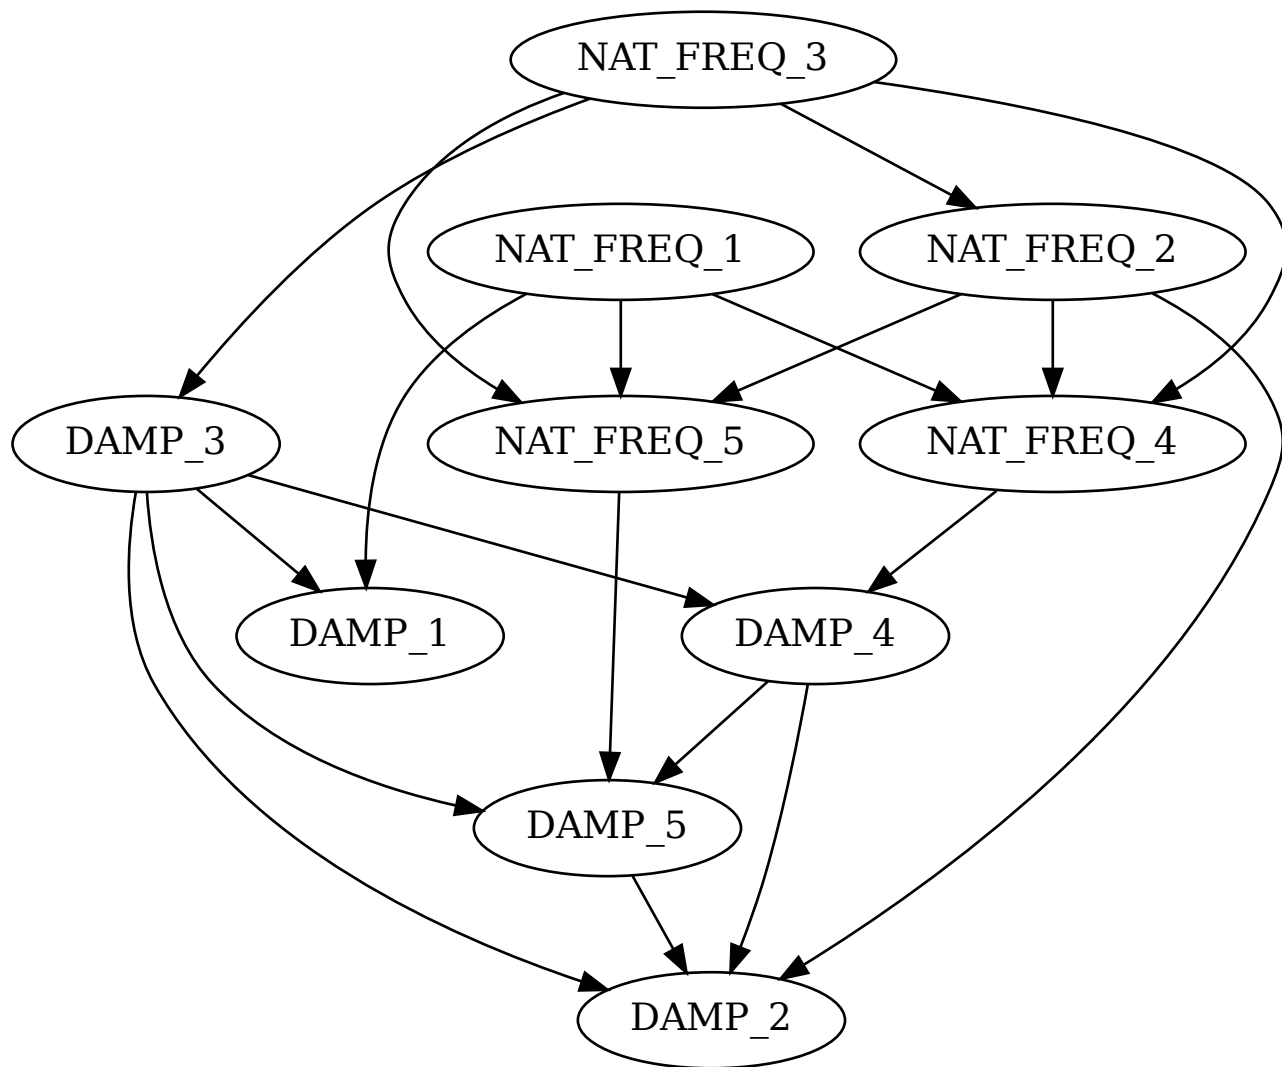 NAT_FREQ_3
NAT_FREQ_1
NAT_FREQ_2
DAMP_3
NAT_FREQ_5
NAT_FREQ_4
DAMP_1
DAMP_4
DAMP_5
DAMP_2